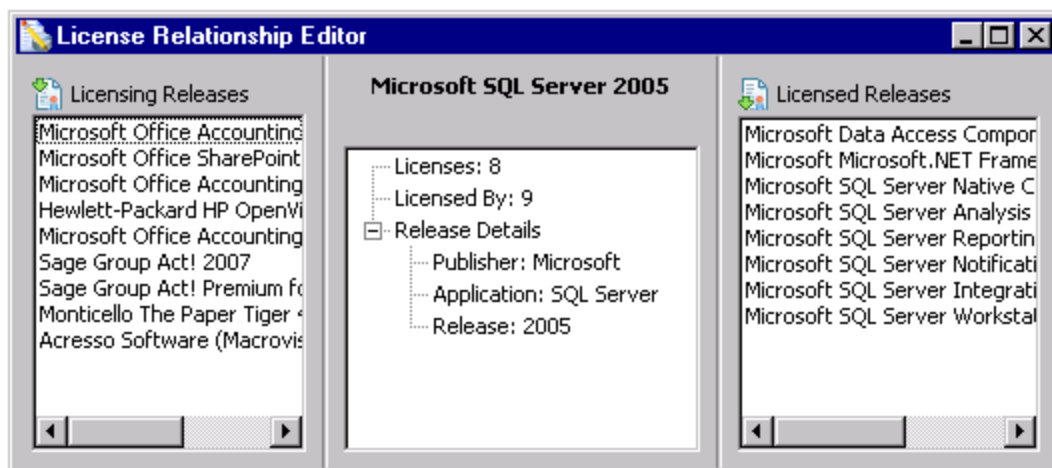 License Relationship Editor
Licensing Releases
Microsoft Office Accounting
Microsoft Office SharePoint
Microsoft Office Accounting
Hewlett-Packard HP OpenVi
Microsoft Office Accounting
Sage Group Act! 2007
Sage Group Act! Premium fo
Monticello The Paper Tiger
Acresso Software (Macrovis
Microsoft SQL Server 2005
Licenses: 8
Licensed By: 9
Release Details
Publisher: Microsoft
Application: SQL Server
Release: 2005
Licensed Releases
Microsoft Data Access Compor
Microsoft Microsoft.NET Frame
Microsoft SQL Server Native C
Microsoft SQL Server Analysis
Microsoft SQL Server Reportin
Microsoft SQL Server Notificati
Microsoft SQL Server Integrati
Microsoft SQL Server Worksta